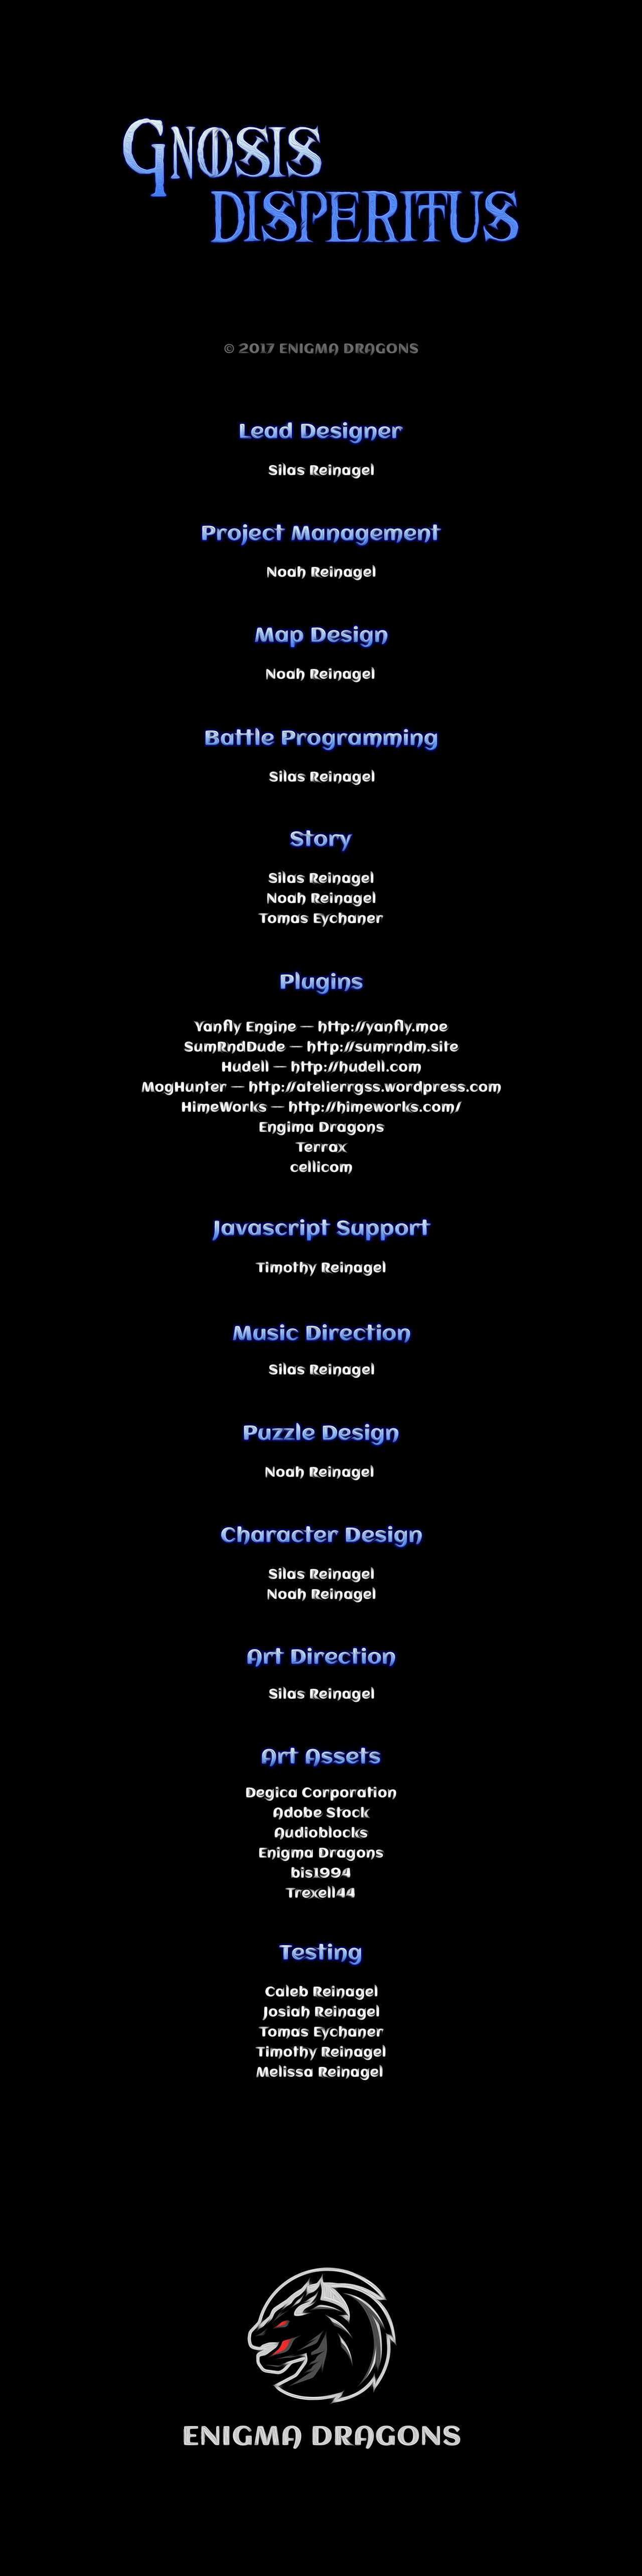 GNOSIS
DISPERITUS
© 2017 ENIGMA DRAGONS
Lead Designer
Silas Reinagel
Project Management
Noah Reinagel
Map Design
Noah Reinagel
Battle Programming
Silas Reinagel
Story
Silas Reinagel
Noah Reinagel
Tomas Eychaner
Plugins
Yanfly Engine — http://yanfly.moe
SumRndDude — http://sumrndm.site
Hudell — http://hudell.com
MogHunter — http://atelierrgss.wordpress.com
HimeWorks — http://himeworks.com/
Engima Dragons
Terrax
cellicom
Javascript Support
Timothy Reinagel
Music Direction
Silas Reinagel
Puzzle Design
Noah Reinagel
Character Design
Silas Reinagel
Noah Reinagel
Art Direction
Silas Reinagel
Art Assets
Degica Corporation
Adobe Stock
Audioblocks
Enigma Dragons
bis1994
Trexell44
Testing
Caleb Reinagel
Josiah Reinagel
Tomas Eychaner
Timothy Reinagel
Melissa Reinagel
ENIGMA DRAGONS